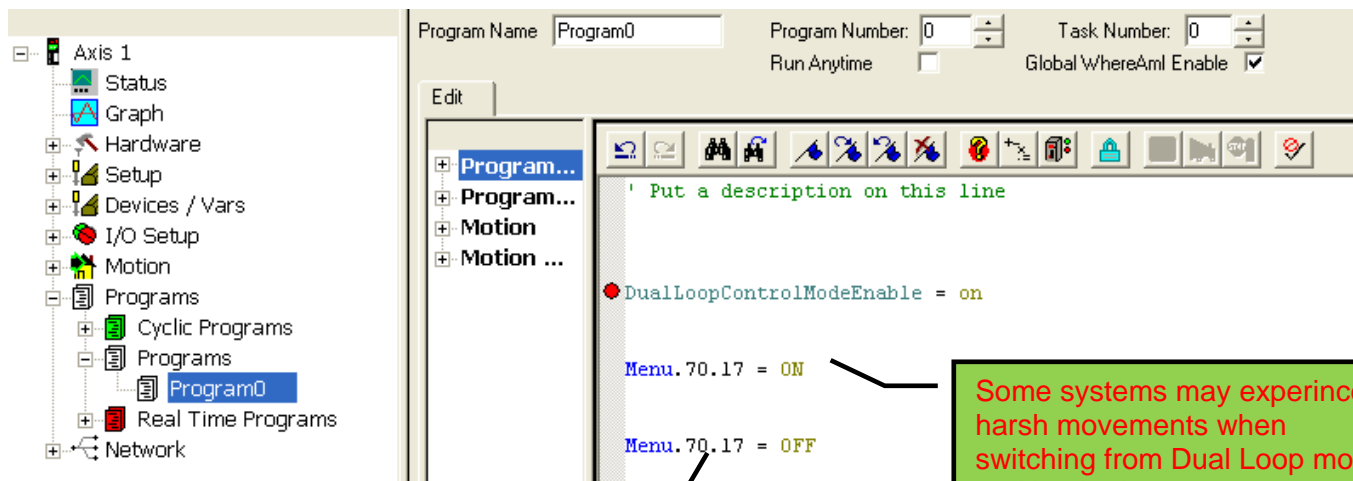 Axis 1
Status
Graph
Hardware
Setup
Devices / Vars
I/O Setup
Motion
Programs
Cyclic Programs
Programs
Program0
Real Time Programs
Network
Program Name Program0 Program Number: 0 Task Number: 0
Run Anytime Global WhereAmI Enable
Edit
Program...
Program...
Motion
Motion ...
STOP
' Put a description on this line
DualLoopControlModeEnable = on
Menu.70.17 = ON
Menu.70.17 = OFF
Some systems may experince
harsh movements when
switching from Dual Loop mo